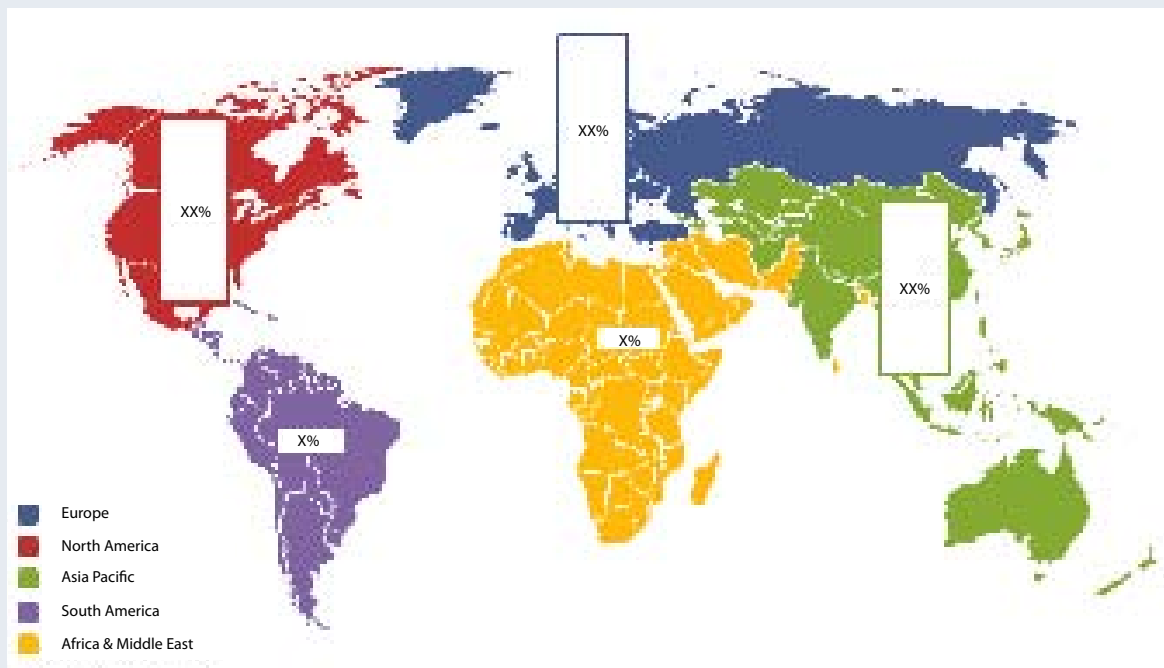 XX%
XX%
XX%
X%
X%
Europe
North America
Asia Pacific
South America
Africa & Middle East